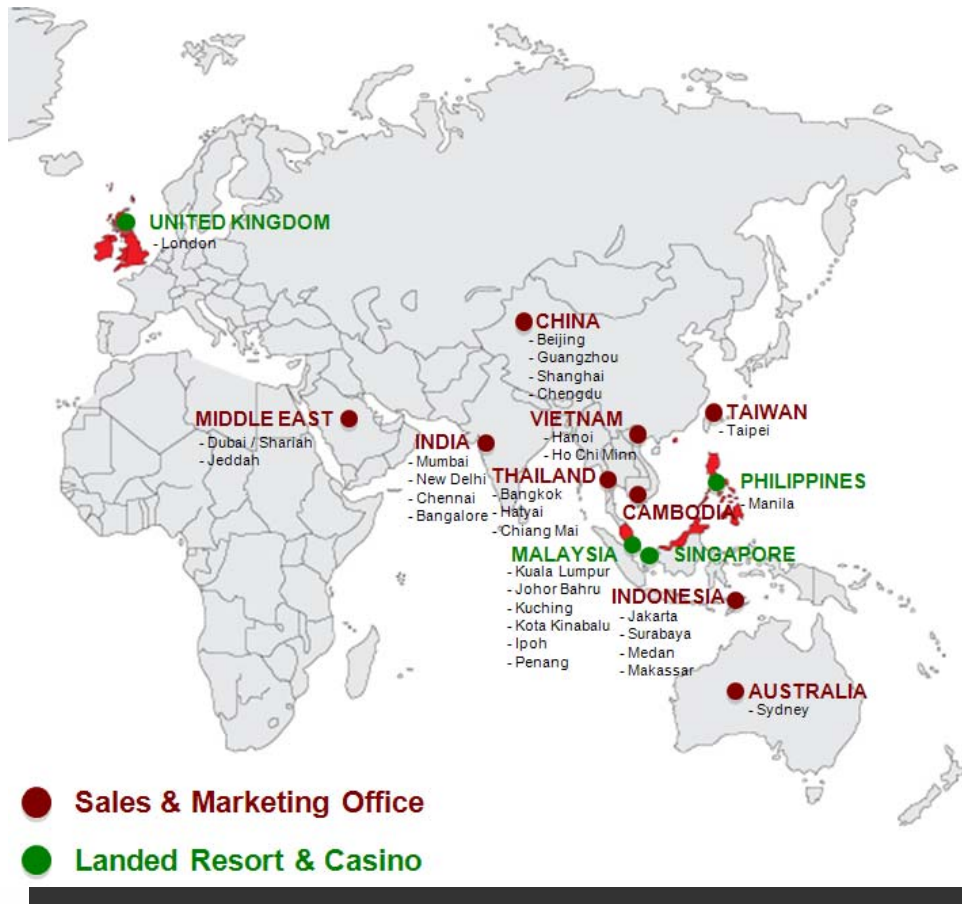 UNITED KINGDOM
- London
CHINA
- Beijing
- Guangzhou
- Shanghai
- Chengdu
MIDDLE EAST
- Dubai / Shariah
- Jeddah
INDIA
- Mumbai
- New Delhi
- Chennai
- Bangalore
VIETNAM
- Hanoi
- Ho Chi Minn
TAIWAN
- Taipei
THAILAND
- Bangkok
- Hatyai
- Chiang Mai
CAMBODIA
PHILIPPINES
- Manila
MALAYSIA
- Kuala Lumpur
- Johor Bahru
- Kuching
- Kota Kinabalu
- Ipoh
- Penang
SINGAPORE
INDONESIA
- Jakarta
- Surabaya
- Medan
- Makassar
AUSTRALIA
- Sydney
Sales & Marketing Office
Landed Resort & Casino